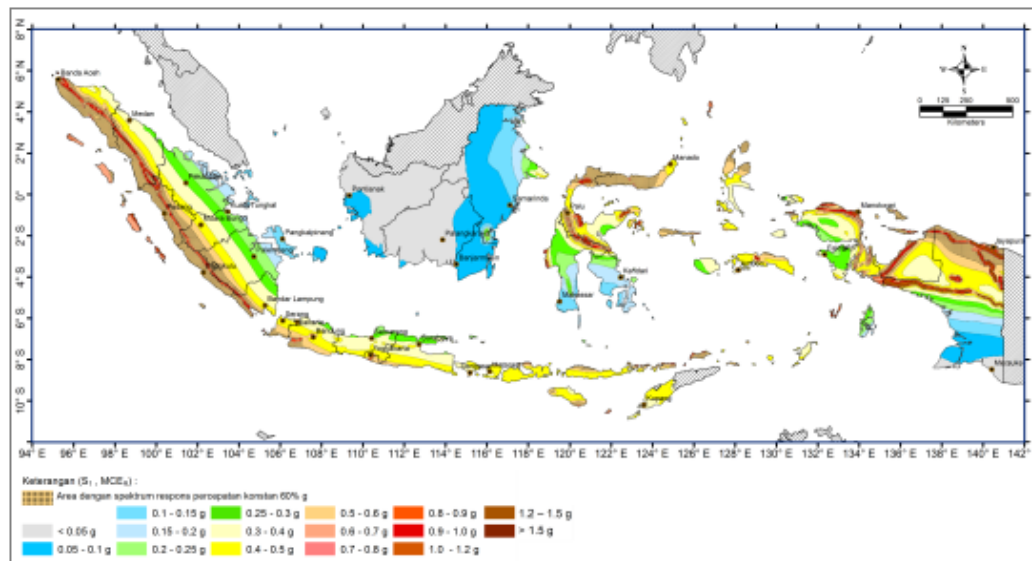 94° E 96° E 98° E 100° E 102° E 104° E 106° E 108° E 110° E 112° E 114° E 116° E 118° E 120° E 122° E 124° E 126° E 128° E 130° E 132° E 134° E 136° E 138° E 140° E 142° E
8° N
6° N
4° N
2° N
0°
2° S
4° S
6° S
8° S
10° S
N
W E
S
Kilometers
Banda Aceh
Medan
Manado
Pontianak
Samarinda
Palu
Manokwari
Padang
Pangkalpinang
Jayapura
Kendari
Makassar
Bandar Lampung
Serang
Bandung
Kupang
Merauke
Keterangan (S₁ , MCEᵣ) :
Area dengan spektrum respons percepatan konstan 60% g
0.1 - 0.15 g 0.25 - 0.3 g 0.5 - 0.6 g 0.8 - 0.9 g 1.2 – 1.5 g
< 0.05 g 0.15 - 0.2 g 0.3 - 0.4 g 0.6 - 0.7 g 0.9 - 1.0 g > 1.5 g
0.05 - 0.1 g 0.2 - 0.25 g 0.4 - 0.5 g 0.7 - 0.8 g 1.0 - 1.2 g